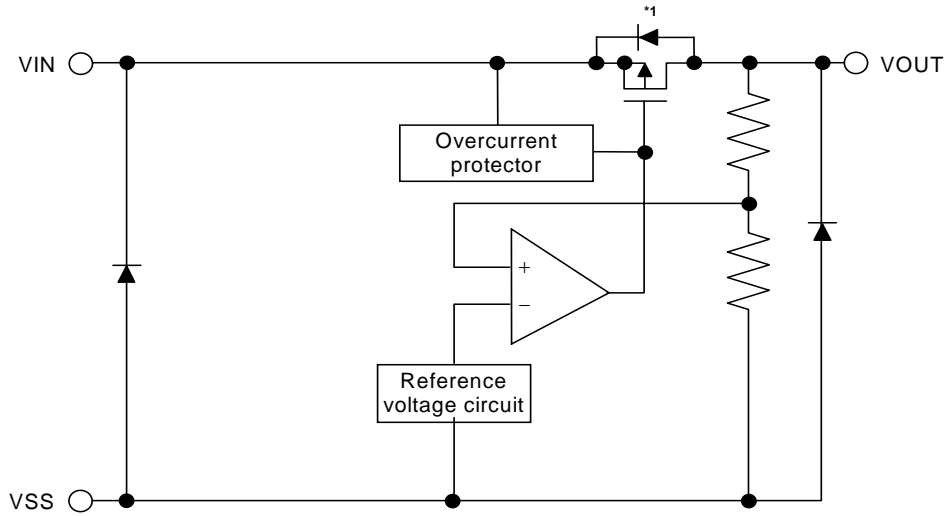 *1
VIN
VOUT
Overcurrent
protector
+
−
Reference
voltage circuit
VSS